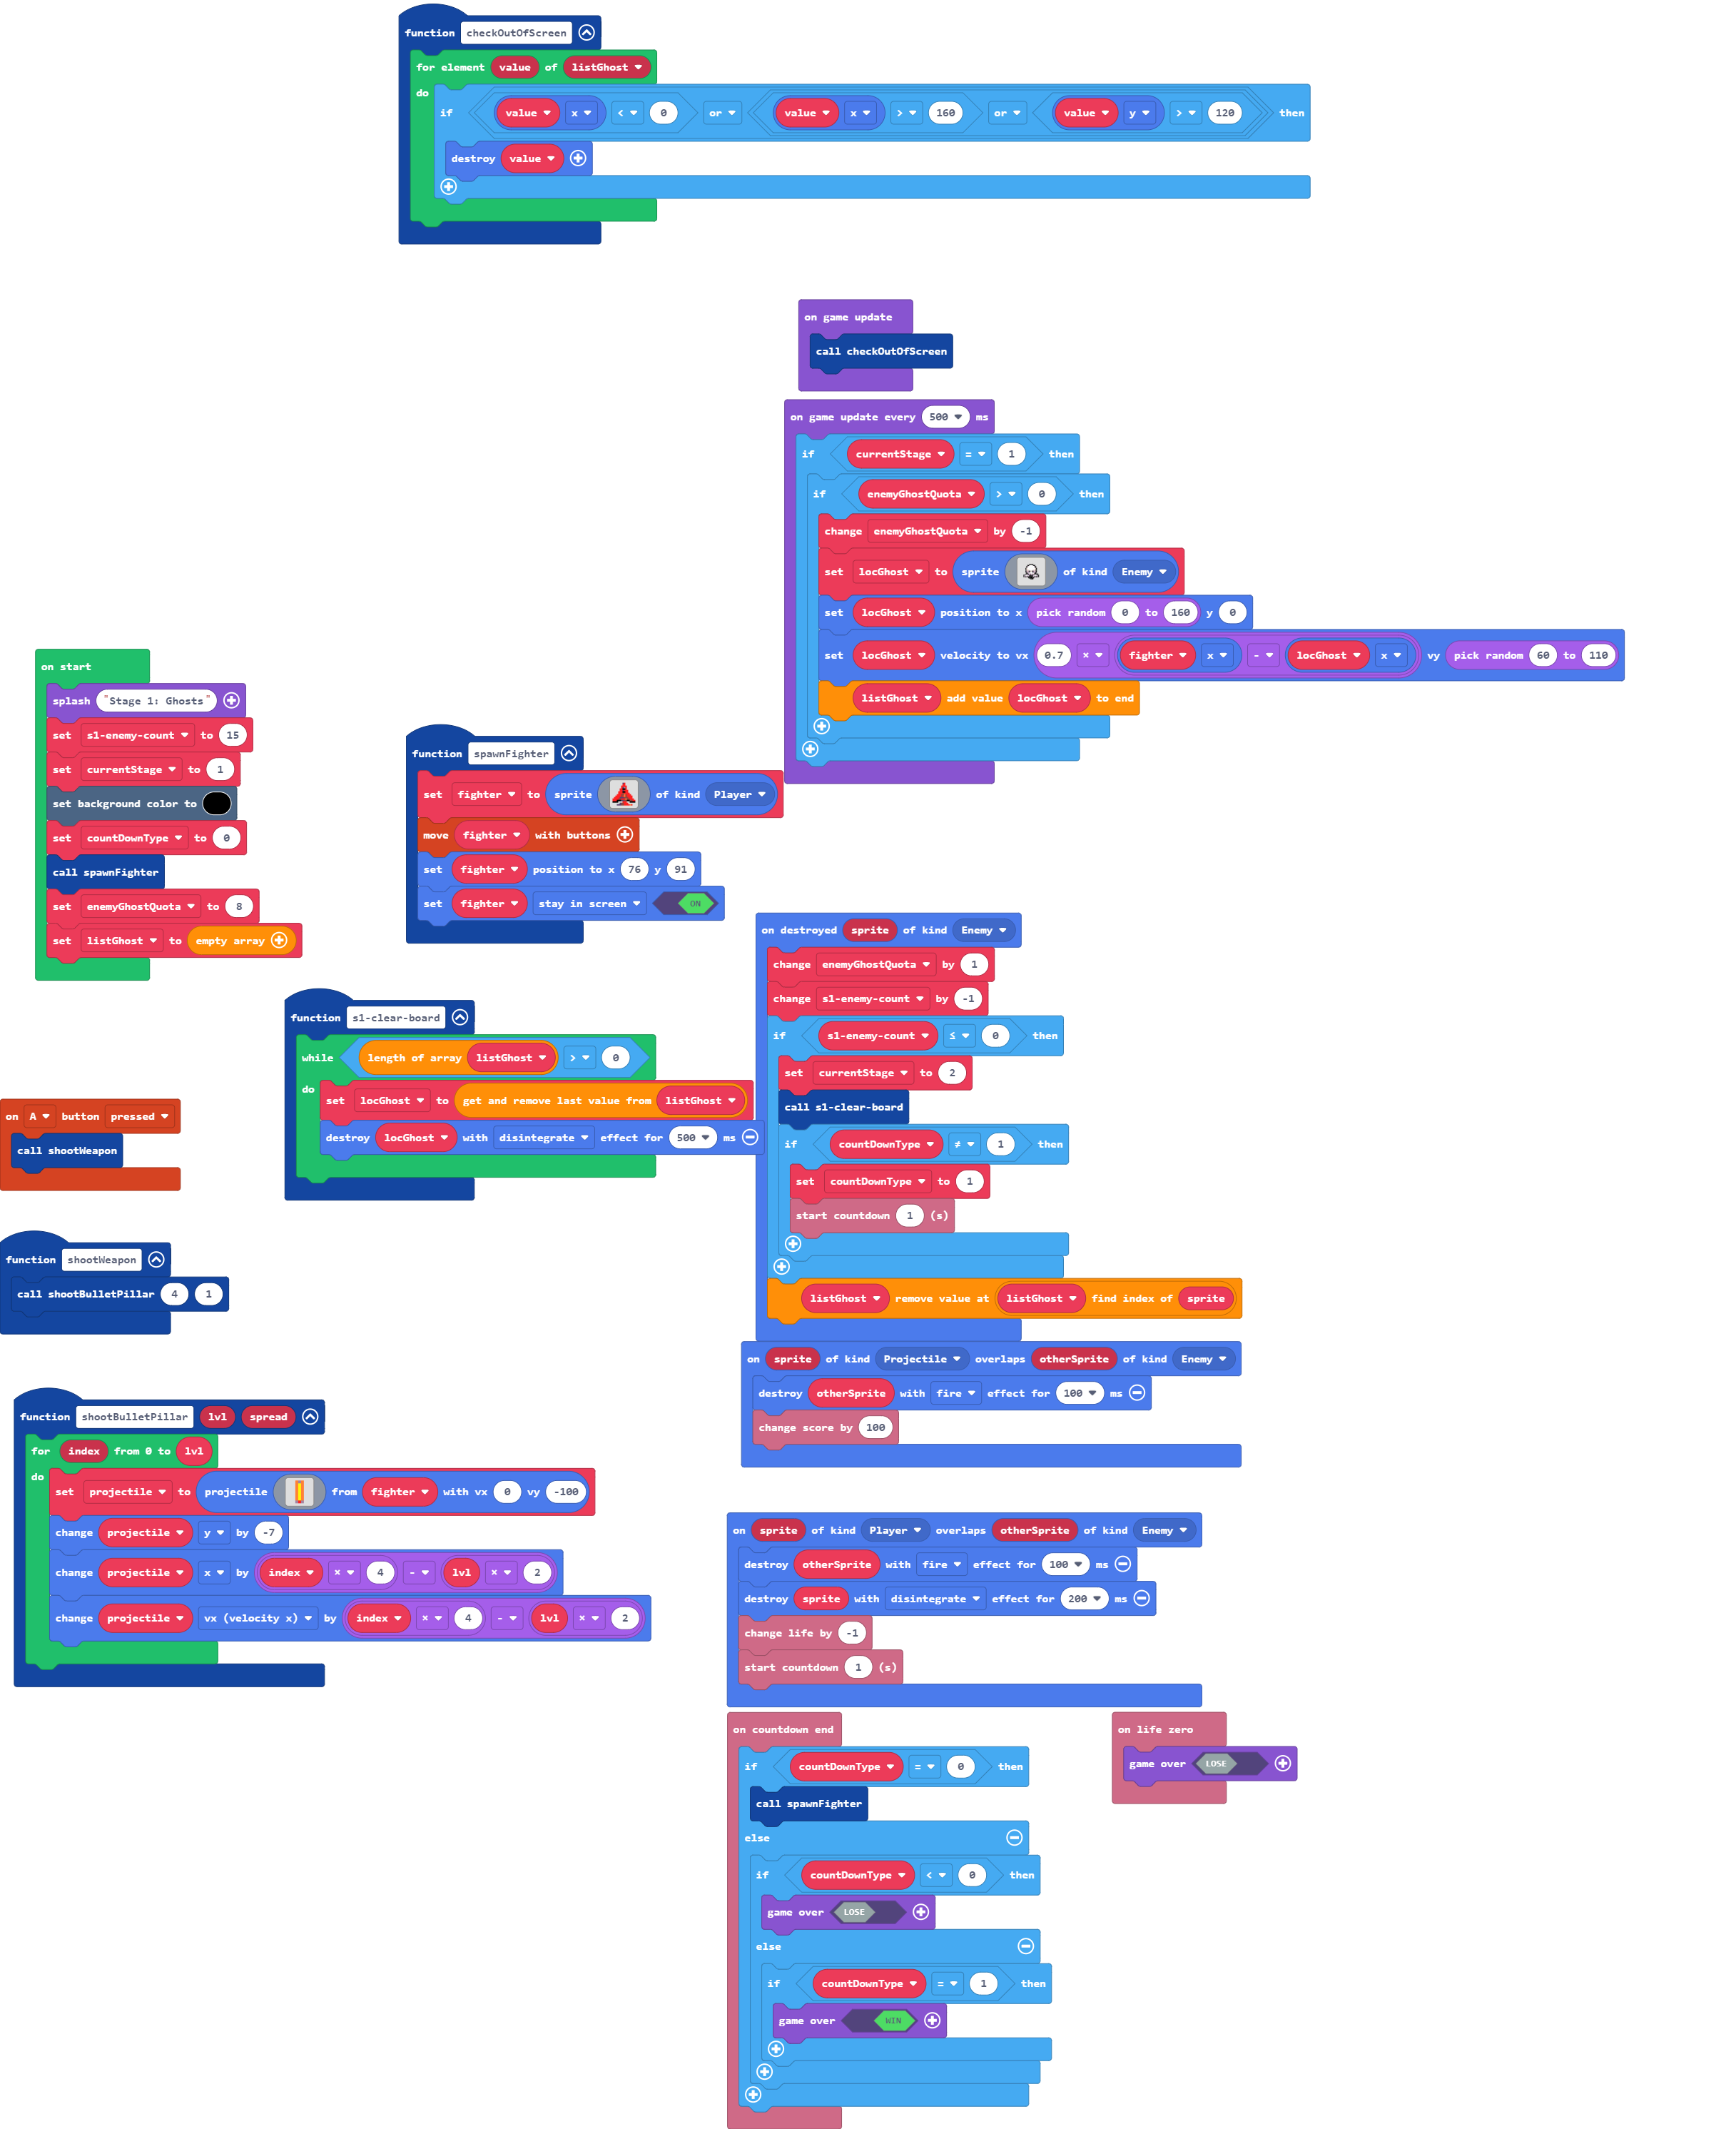 function checkOutOfScreen
for element value of listGhost
do
if value x < 0 or value x > 160 or value y > 120 then
destroy value
on game update
call checkOutOfScreen
on game update every 500 ms
if currentStage = 1 then
if enemyGhostQuota > 0 then
change enemyGhostQuota by -1
set locGhost to sprite of kind Enemy
set locGhost position to x pick random 0 to 160 y 0
set locGhost velocity to vx 0.7 × fighter x - locGhost x vy pick random 60 to 110
listGhost add value locGhost to end
on start
splash "Stage 1: Ghosts"
set s1-enemy-count to 15
set currentStage to 1
set background color to
set countDownType to 0
call spawnFighter
set enemyGhostQuota to 8
set listGhost to empty array
function spawnFighter
set fighter to sprite of kind Player
move fighter with buttons
set fighter position to x 76 y 91
set fighter stay in screen ON
on destroyed sprite of kind Enemy
change enemyGhostQuota by 1
change s1-enemy-count by -1
if s1-enemy-count ≤ 0 then
set currentStage to 2
call s1-clear-board
if countDownType ≠ 1 then
set countDownType to 1
start countdown 1 (s)
listGhost remove value at listGhost find index of sprite
function s1-clear-board
while length of array listGhost > 0
do
set locGhost to get and remove last value from listGhost
destroy locGhost with disintegrate effect for 500 ms
on A button pressed
call shootWeapon
function shootWeapon
call shootBulletPillar 4 1
on sprite of kind Projectile overlaps otherSprite of kind Enemy
destroy otherSprite with fire effect for 100 ms
change score by 100
function shootBulletPillar lvl spread
for index from 0 to lvl
do
set projectile to projectile from fighter with vx 0 vy -100
change projectile y by -7
change projectile x by index × 4 - lvl × 2
change projectile vx (velocity x) by index × 4 - lvl × 2
on sprite of kind Player overlaps otherSprite of kind Enemy
destroy otherSprite with fire effect for 100 ms
destroy sprite with disintegrate effect for 200 ms
change life by -1
start countdown 1 (s)
on countdown end
if countDownType = 0 then
call spawnFighter
else
if countDownType < 0 then
game over LOSE
else
if countDownType = 1 then
game over WIN
on life zero
game over LOSE